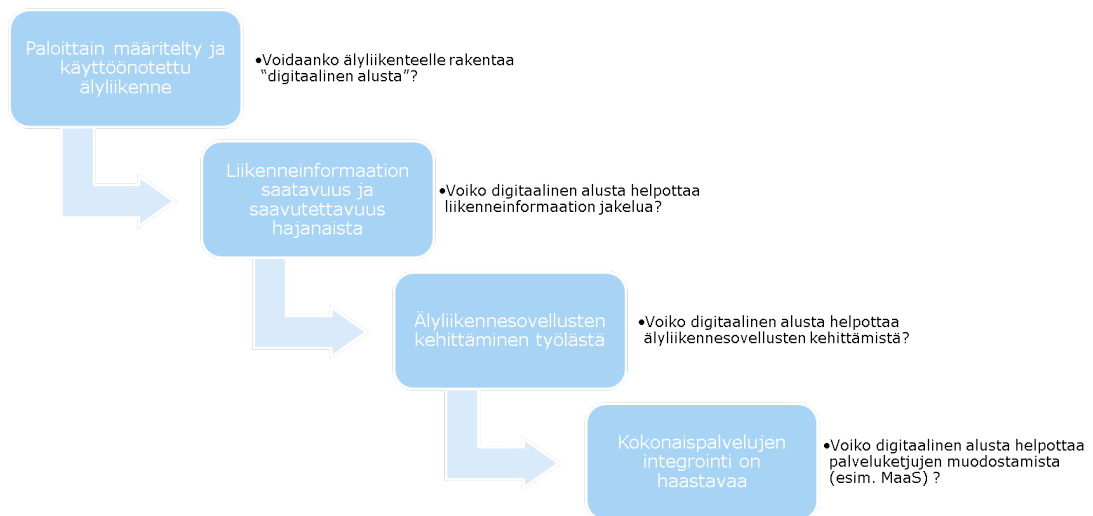 Paloittain määritelty ja
käyttöönotettu
älyliikenne
•Voidaanko älyliikenteelle rakentaa
“digitaalinen alusta”?
Liikenneinformaation
saatavuus ja
saavutettavuus
hajanaista
•Voiko digitaalinen alusta helpottaa
liikenneinformaation jakelua?
Älyliikennesovellusten
kehittäminen työlästä
•Voiko digitaalinen alusta helpottaa
älyliikennesovellusten kehittämistä?
Kokonaispalvelujen
integrointi on
haastavaa
•Voiko digitaalinen alusta helpottaa
palveluketjujen muodostamista
(esim. MaaS) ?